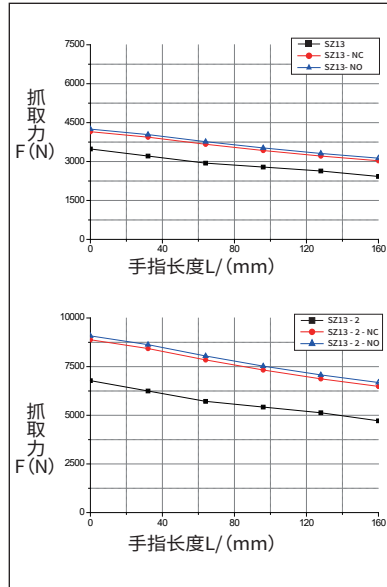 7500
6000
4500
3000
1500
0
抓取力
F(N)
SZ13
SZ13 - NC
SZ13- NO
0 40 80 120 160
手指长度L/(mm)
10000
7500
5000
2500
0
抓取力
F(N)
SZ13 - 2
SZ13 - 2 - NC
SZ13 - 2 - NO
0 40 80 120 160
手指长度L/(mm)